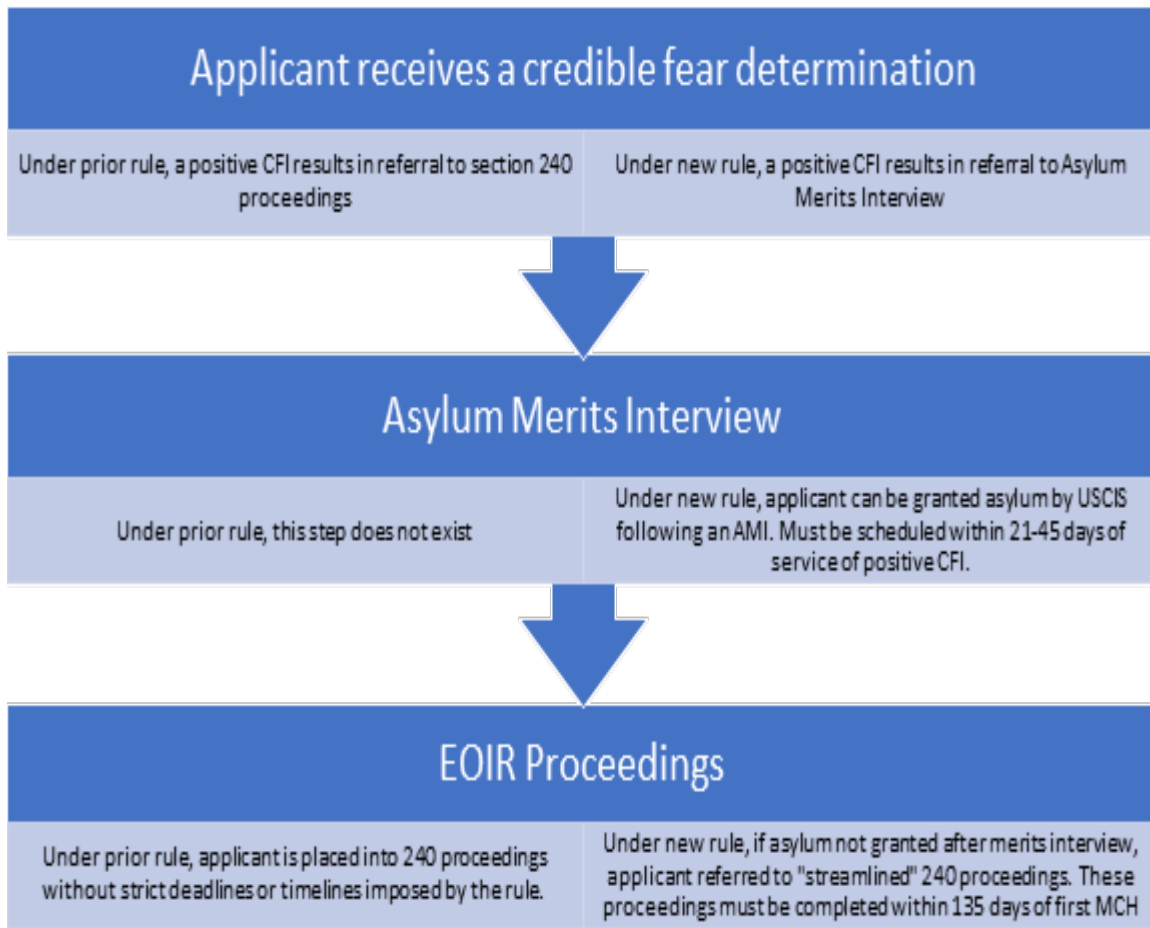 Applicant receives a credible fear determination
Under prior rule, a positive CFI results in referral to section 240
proceedings
Under new rule, a positive CFI results in referral to Asylum
Merits Interview
Asylum Merits Interview
Under prior rule, this step does not exist
Under new rule, applicant can be granted asylum by USCIS
following an AMI. Must be scheduled within 21-45 days of
service of positive CFI.
EOIR Proceedings
Under prior rule, applicant is placed into 240 proceedings
without strict deadlines or timelines imposed by the rule.
Under new rule, if asylum not granted after merits interview,
applicant referred to "streamlined" 240 proceedings. These
proceedings must be completed within 135 days of first MCH